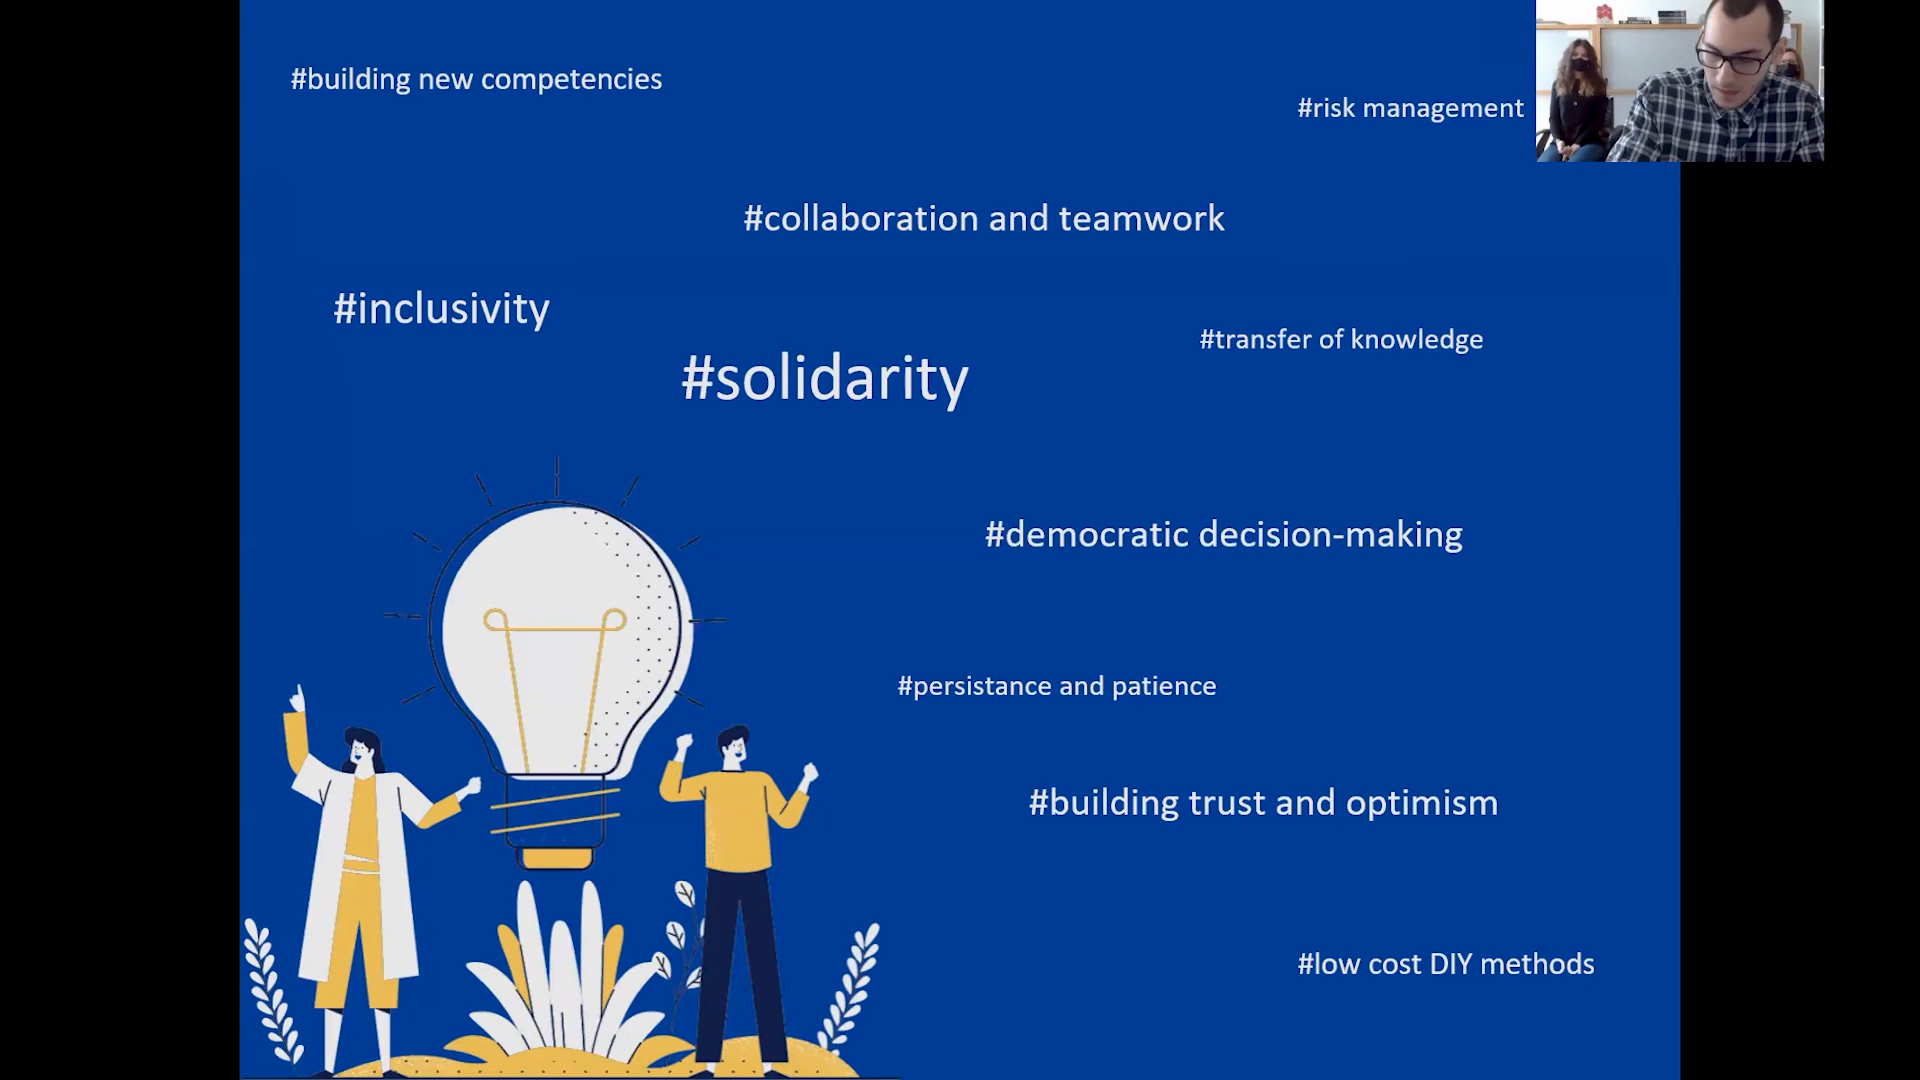 #building new competencies
#risk management
#collaboration and teamwork
#inclusivity
#transfer of knowledge
#solidarity
#democratic decision-making
#persistance and patience
#building trust and optimism
#low cost DIY methods